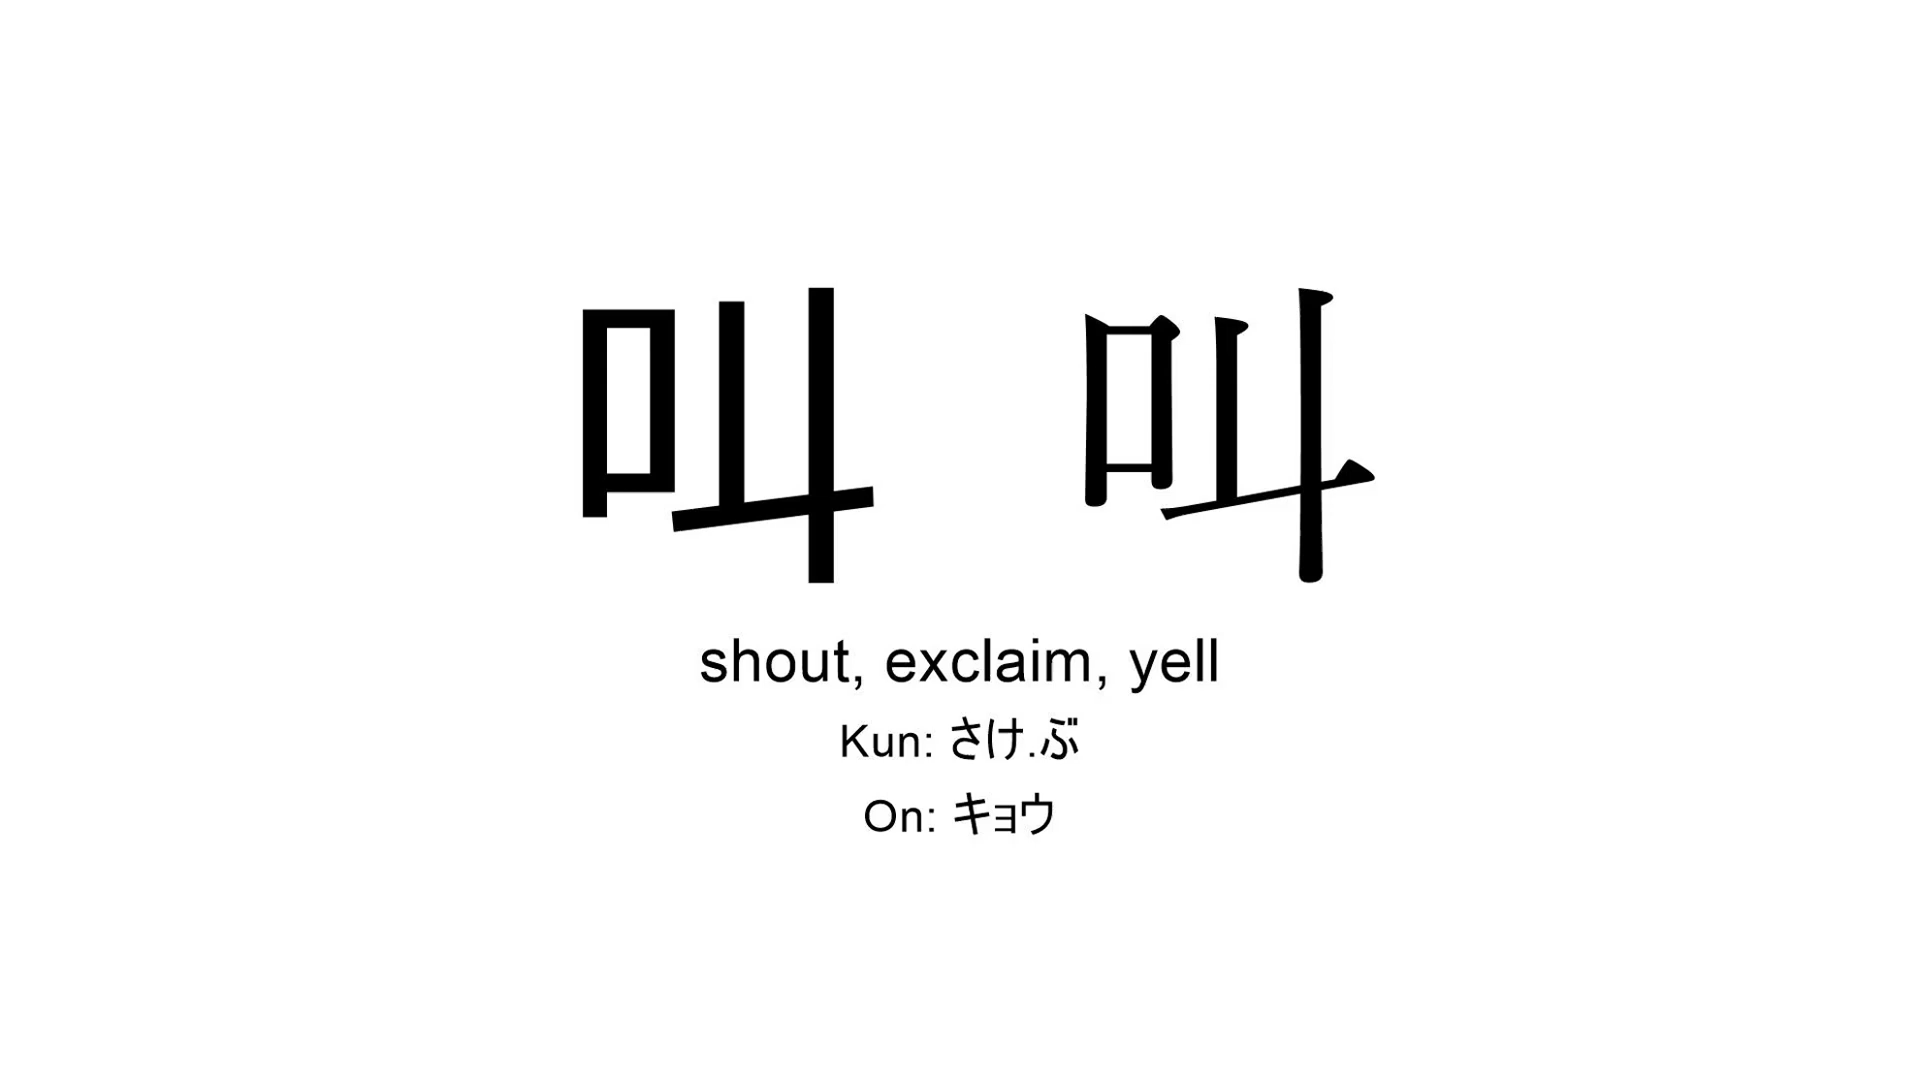 叫 叫
shout, exclaim, yell
Kun: さけ.ぶ
On: キョウ